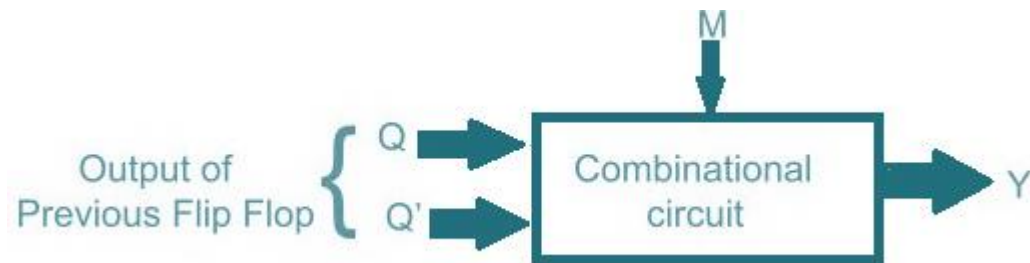 M
Q
Output of
Previous Flip Flop
Q'
Combinational
circuit
Y